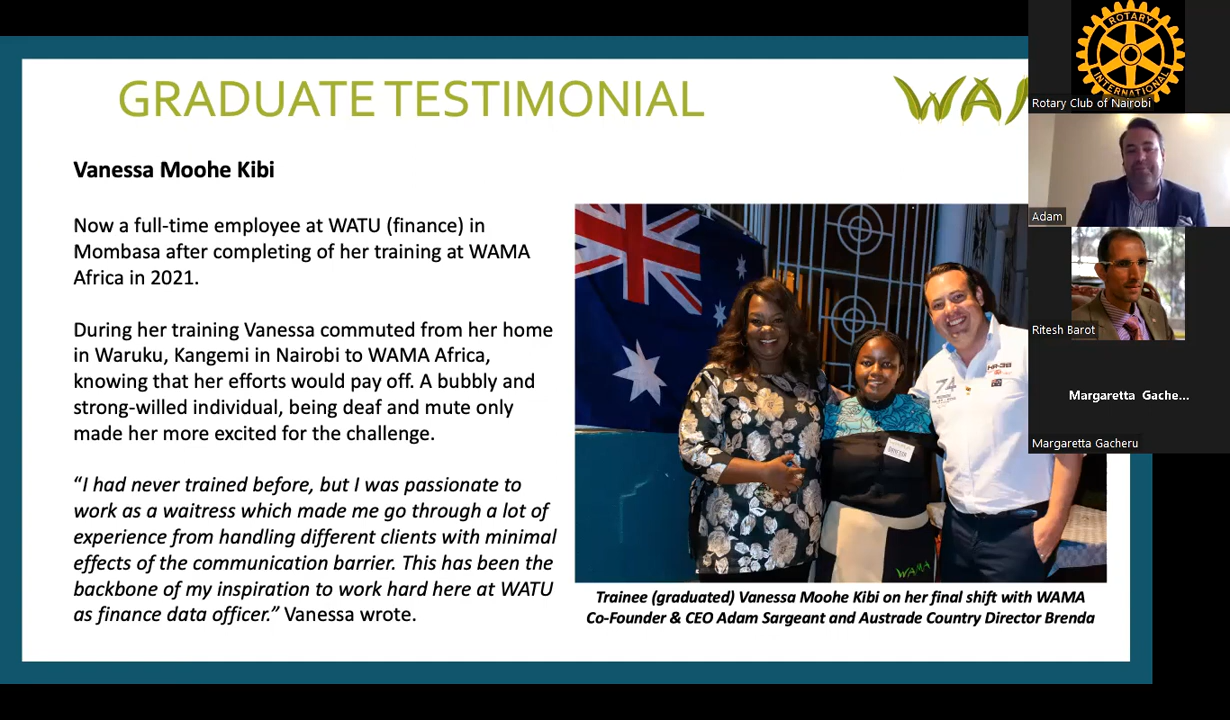 GRADUATE TESTIMONIAL
WAM
Vanessa Moohe Kibi
Now a full-time employee at WATU (finance) in
Mombasa after completing of her training at WAMA
Africa in 2021.
During her training Vanessa commuted from her home
in Waruku, Kangemi in Nairobi to WAMA Africa,
knowing that her efforts would pay off. A bubbly and
strong-willed individual, being deaf and mute only
made her more excited for the challenge.
“I had never trained before, but I was passionate to
work as a waitress which made me go through a lot of
experience from handling different clients with minimal
effects of the communication barrier. This has been the
backbone of my inspiration to work hard here at WATU
as finance data officer.” Vanessa wrote.
74
HR-39
WAMA
Trainee (graduated) Vanessa Moohe Kibi on her final shift with WAMA
Co-Founder & CEO Adam Sargeant and Austrade Country Director Brenda
ROTARY
INTERNATIONAL
Rotary Club of Nairobi
Adam
Ritesh Barot
Margaretta Gache...
Margaretta Gacheru